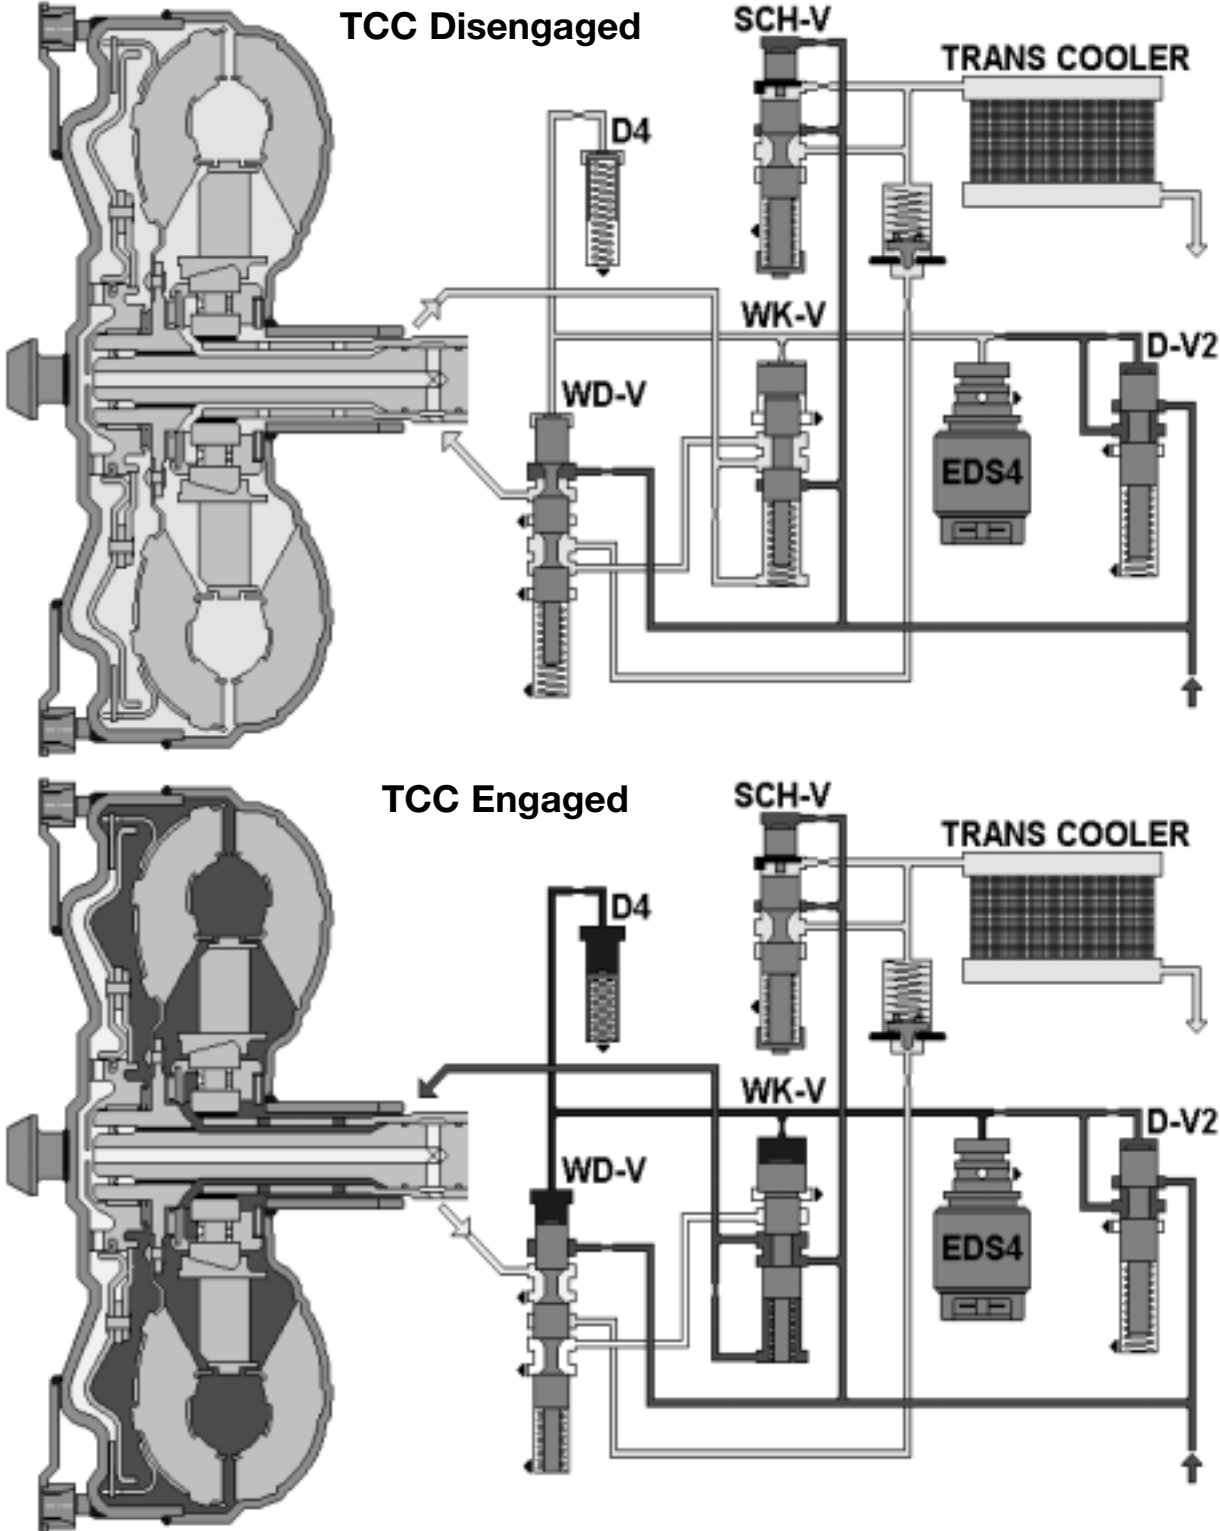 TCC Disengaged
SCH-V
TRANS COOLER
D4
WK-V
D-V2
WD-V
EDS4
TCC Engaged
SCH-V
TRANS COOLER
D4
WK-V
D-V2
WD-V
EDS4